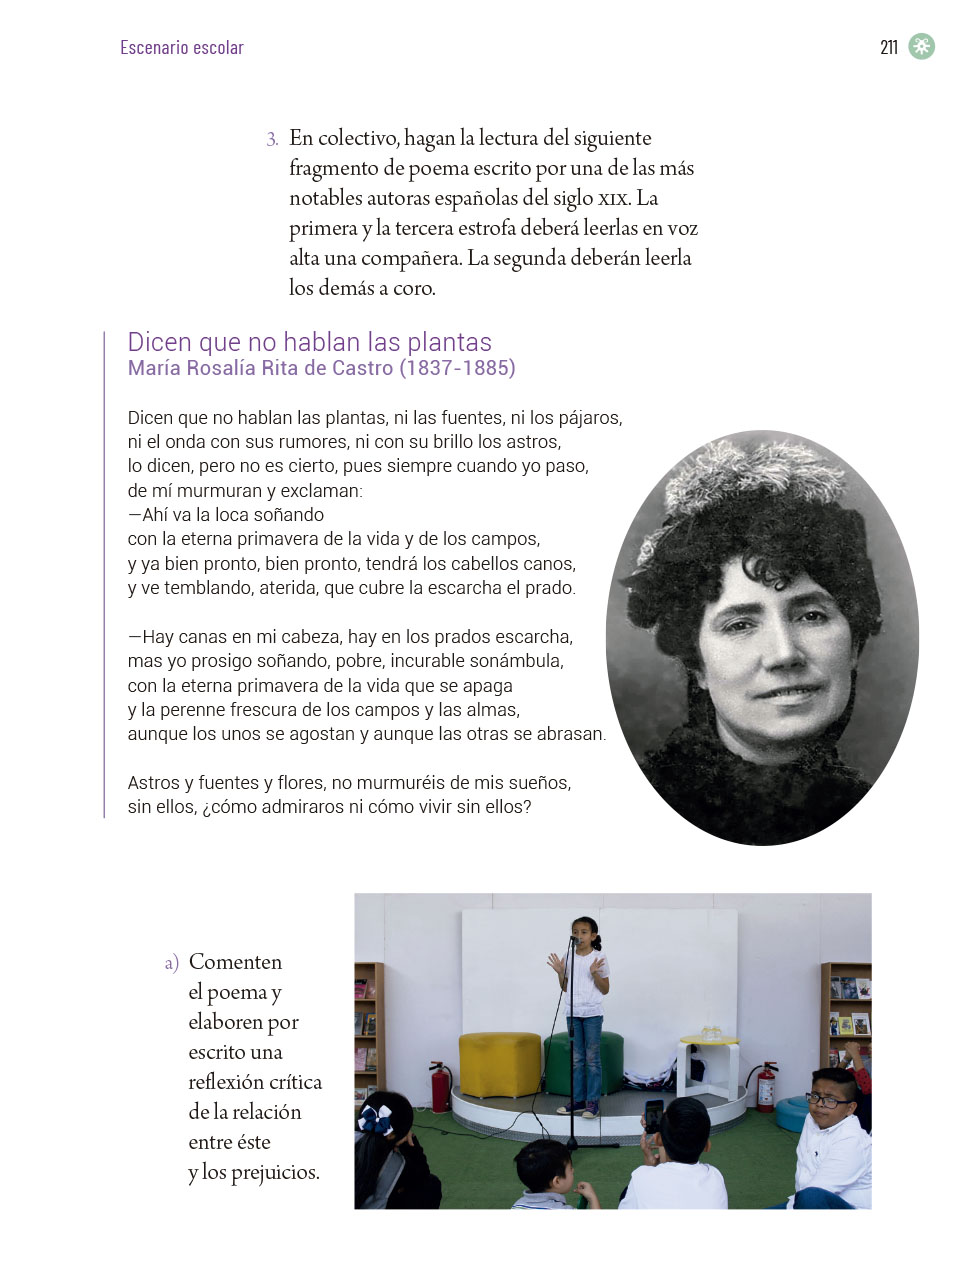 Escenario escolar
211
3. En colectivo, hagan la lectura del siguiente
fragmento de poema escrito por una de las más
notables autoras españolas del siglo XIX. La
primera y la tercera estrofa deberá leerlas en voz
alta una compañera. La segunda deberán leerla
los demás a coro.
Dicen que no hablan las plantas
María Rosalía Rita de Castro (1837-1885)
Dicen que no hablan las plantas, ni las fuentes, ni los pájaros,
ni el onda con sus rumores, ni con su brillo los astros,
lo dicen, pero no es cierto, pues siempre cuando yo paso,
de mí murmuran y exclaman:
—Ahí va la loca soñando
con la eterna primavera de la vida y de los campos,
y ya bien pronto, bien pronto, tendrá los cabellos canos,
y ve temblando, aterida, que cubre la escarcha el prado.
—Hay canas en mi cabeza, hay en los prados escarcha,
mas yo prosigo soñando, pobre, incurable sonámbula,
con la eterna primavera de la vida que se apaga
y la perenne frescura de los campos y las almas,
aunque los unos se agostan y aunque las otras se abrasan.
Astros y fuentes y flores, no murmuréis de mis sueños,
sin ellos, ¿cómo admiraros ni cómo vivir sin ellos?
a) Comenten
el poema y
elaboren por
escrito una
reflexión crítica
de la relación
entre éste
y los prejuicios.